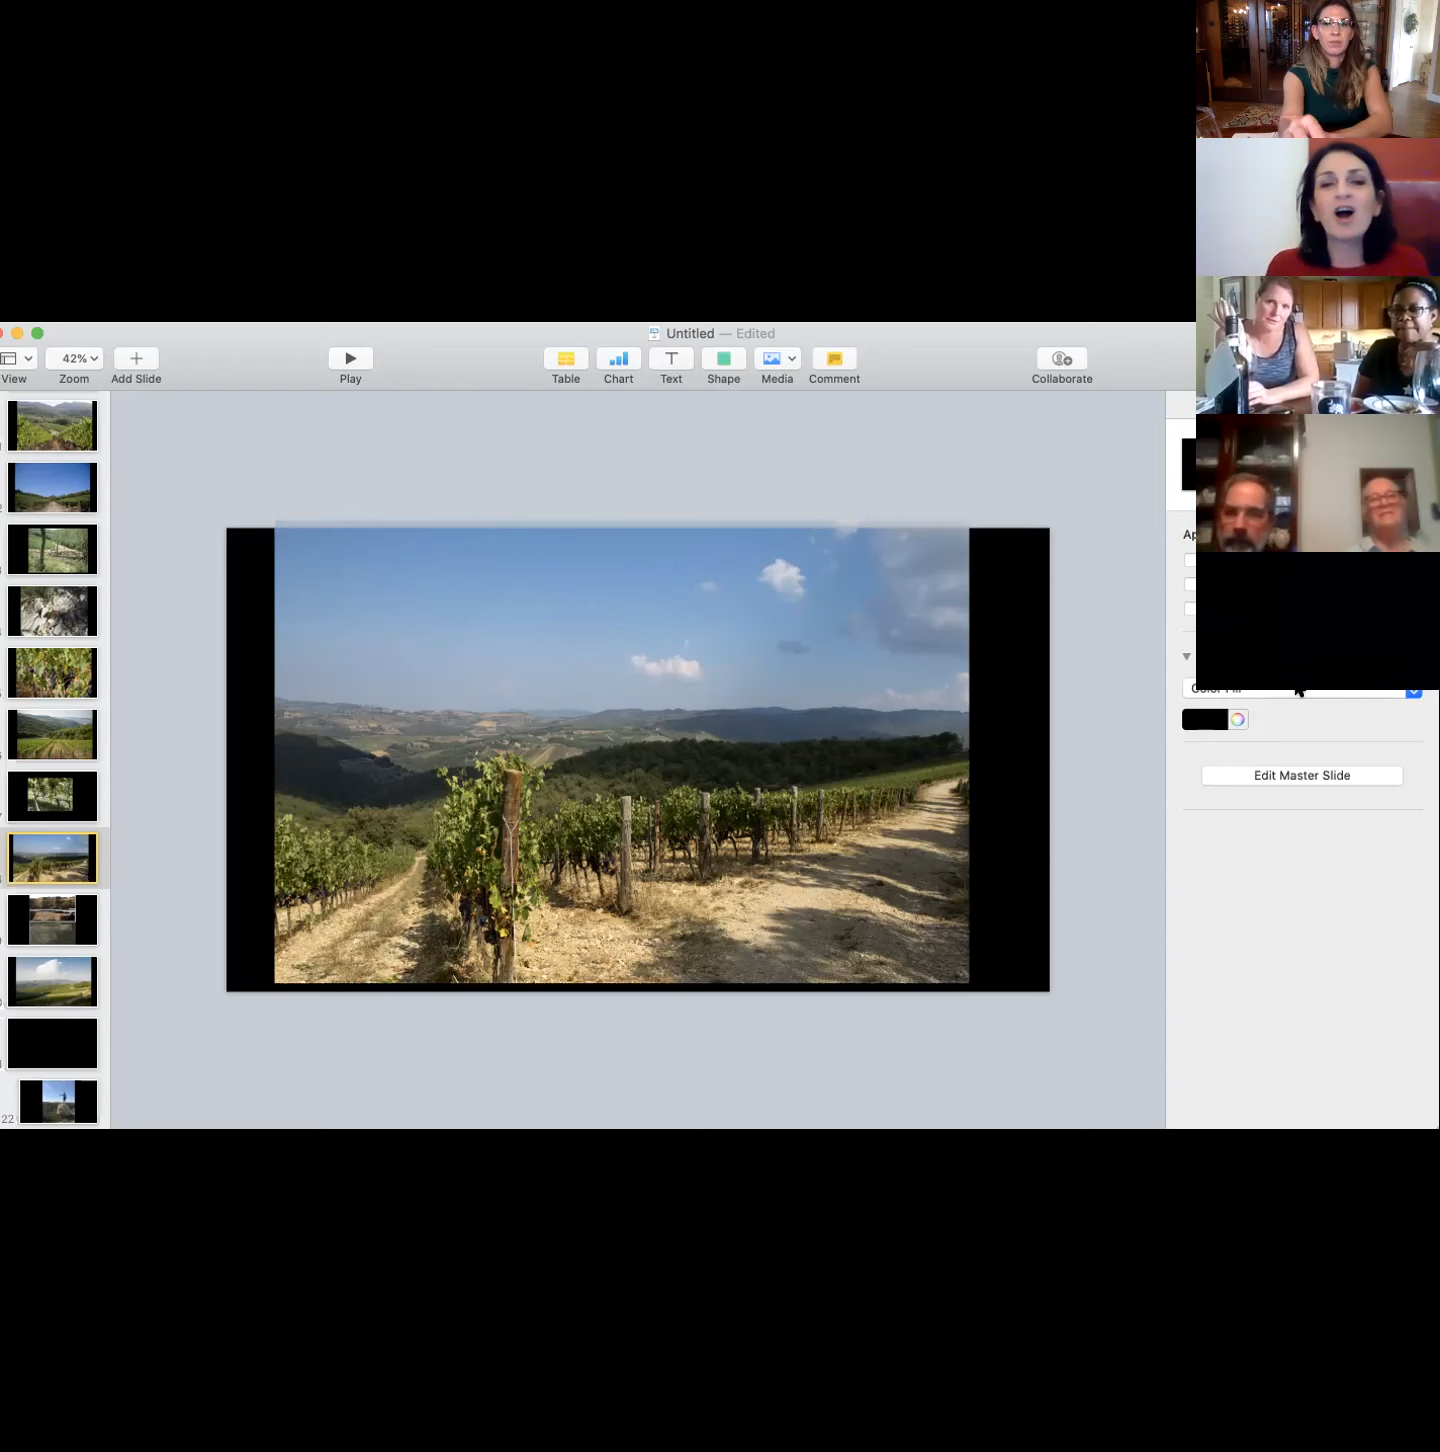 Untitled — Edited
42%
View
Zoom
Add Slide
Play
Table
Chart
Text
Shape
Media
Comment
Collaborate
Edit Master Slide
22